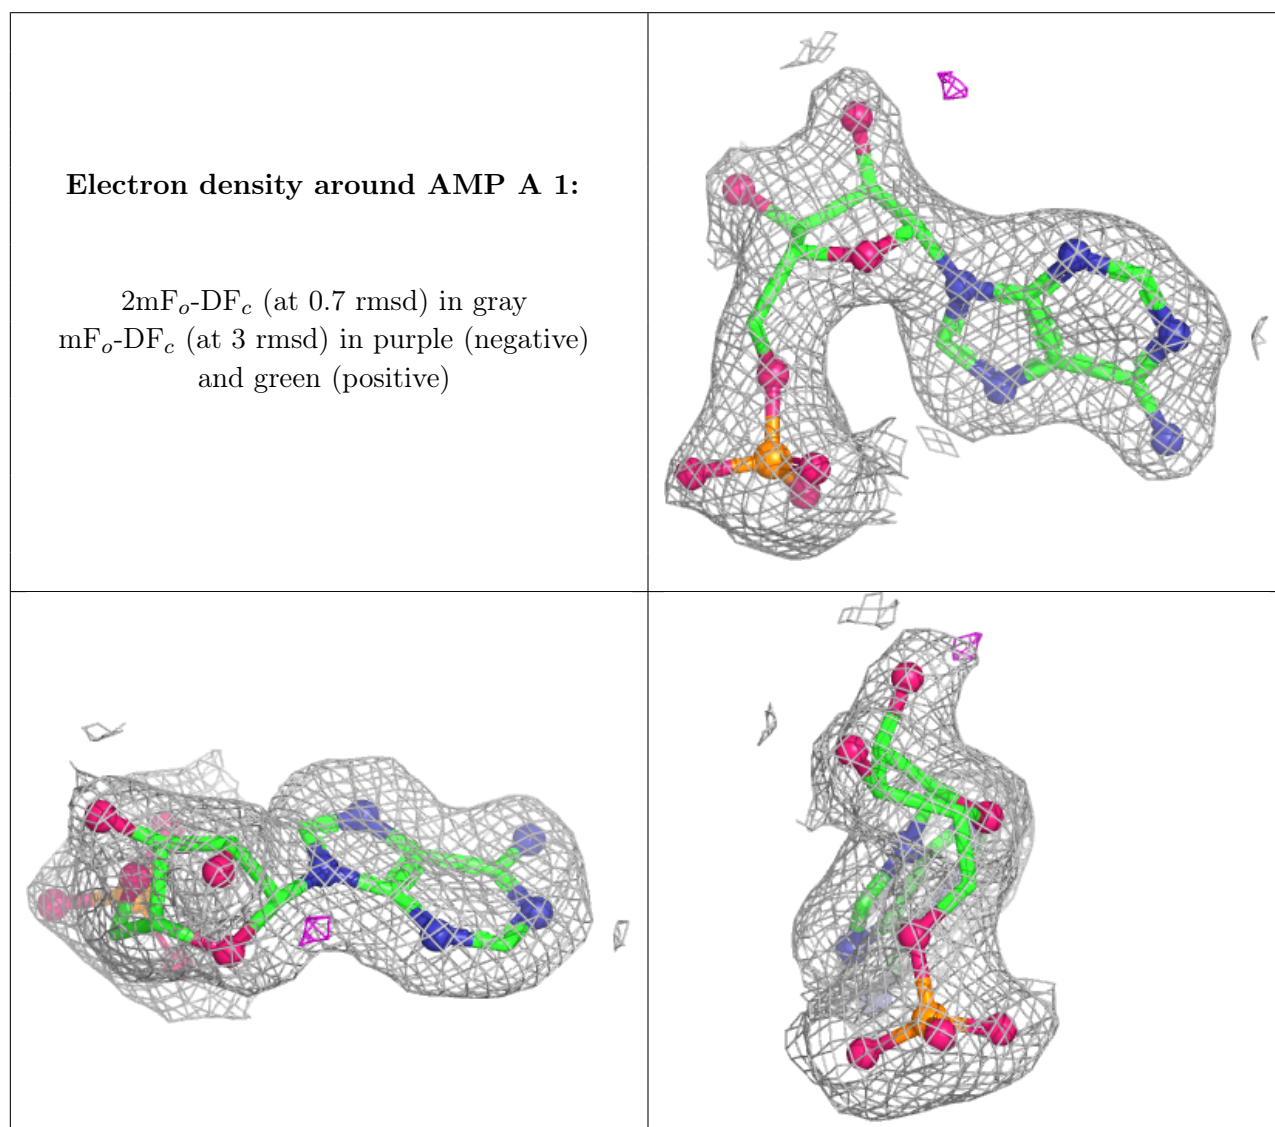 Electron density around AMP A 1:
2mFo-DFc (at 0.7 rmsd) in gray
mFo-DFc (at 3 rmsd) in purple (negative)
and green (positive)